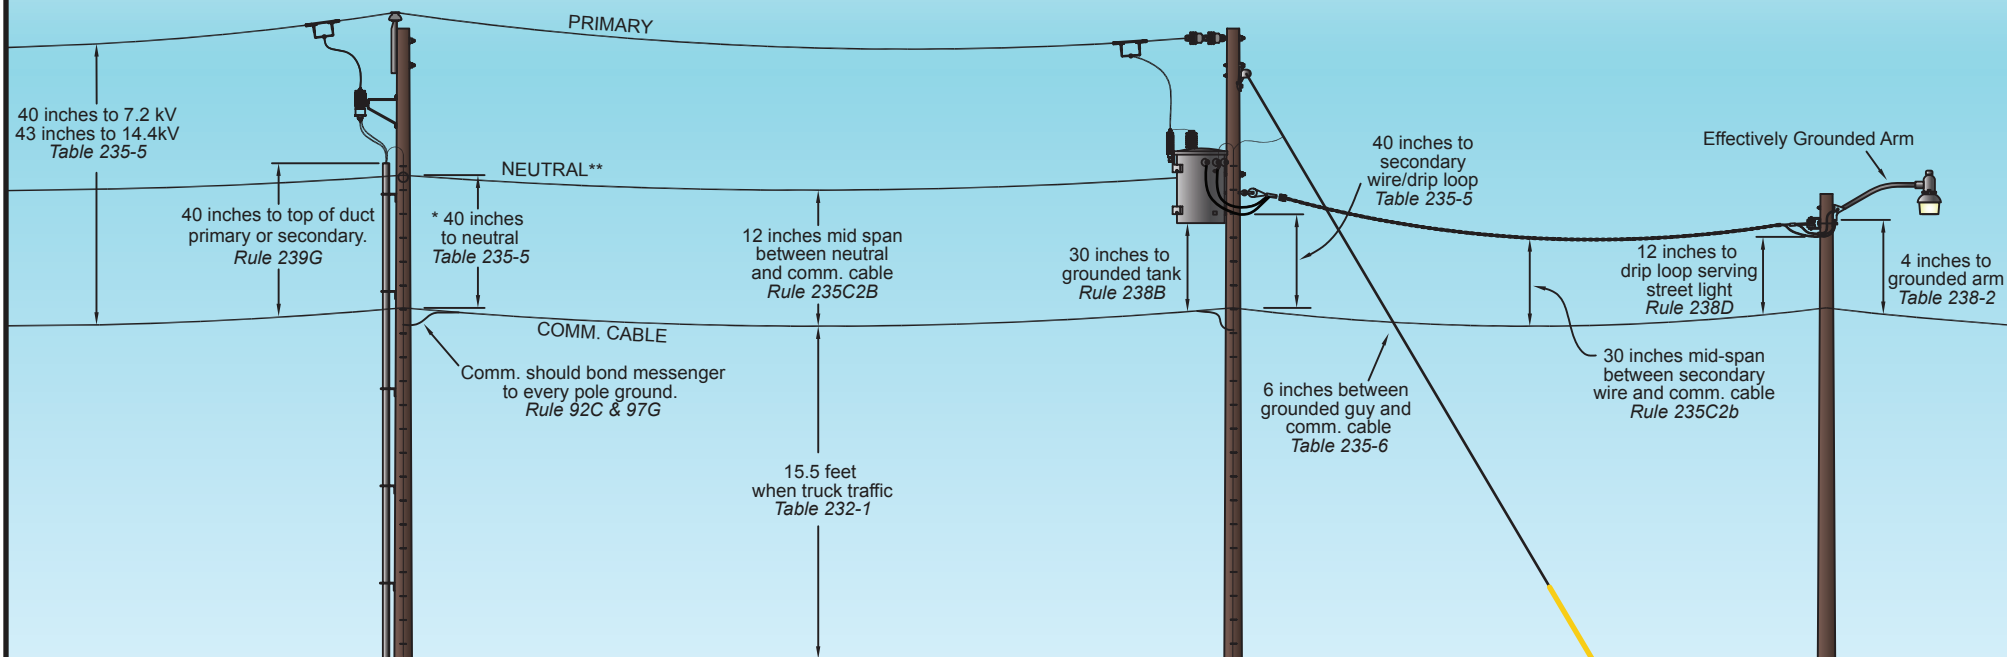 PRIMARY
40 inches to 7.2 kV
43 inches to 14.4kV
Table 235-5
NEUTRAL**
40 inches to top of duct
primary or secondary.
Rule 239G
* 40 inches
to neutral
Table 235-5
12 inches mid span
between neutral
and comm. cable
Rule 235C2B
30 inches to
grounded tank
Rule 238B
40 inches to
secondary
wire/drip loop
Table 235-5
Effectively Grounded Arm
12 inches to
drip loop serving
street light
Rule 238D
4 inches to
grounded arm
Table 238-2
COMM. CABLE
Comm. should bond messenger
to every pole ground.
Rule 92C & 97G
15.5 feet
when truck traffic
Table 232-1
6 inches between
grounded guy and
comm. cable
Table 235-6
30 inches mid-span
between secondary
wire and comm. cable
Rule 235C2b